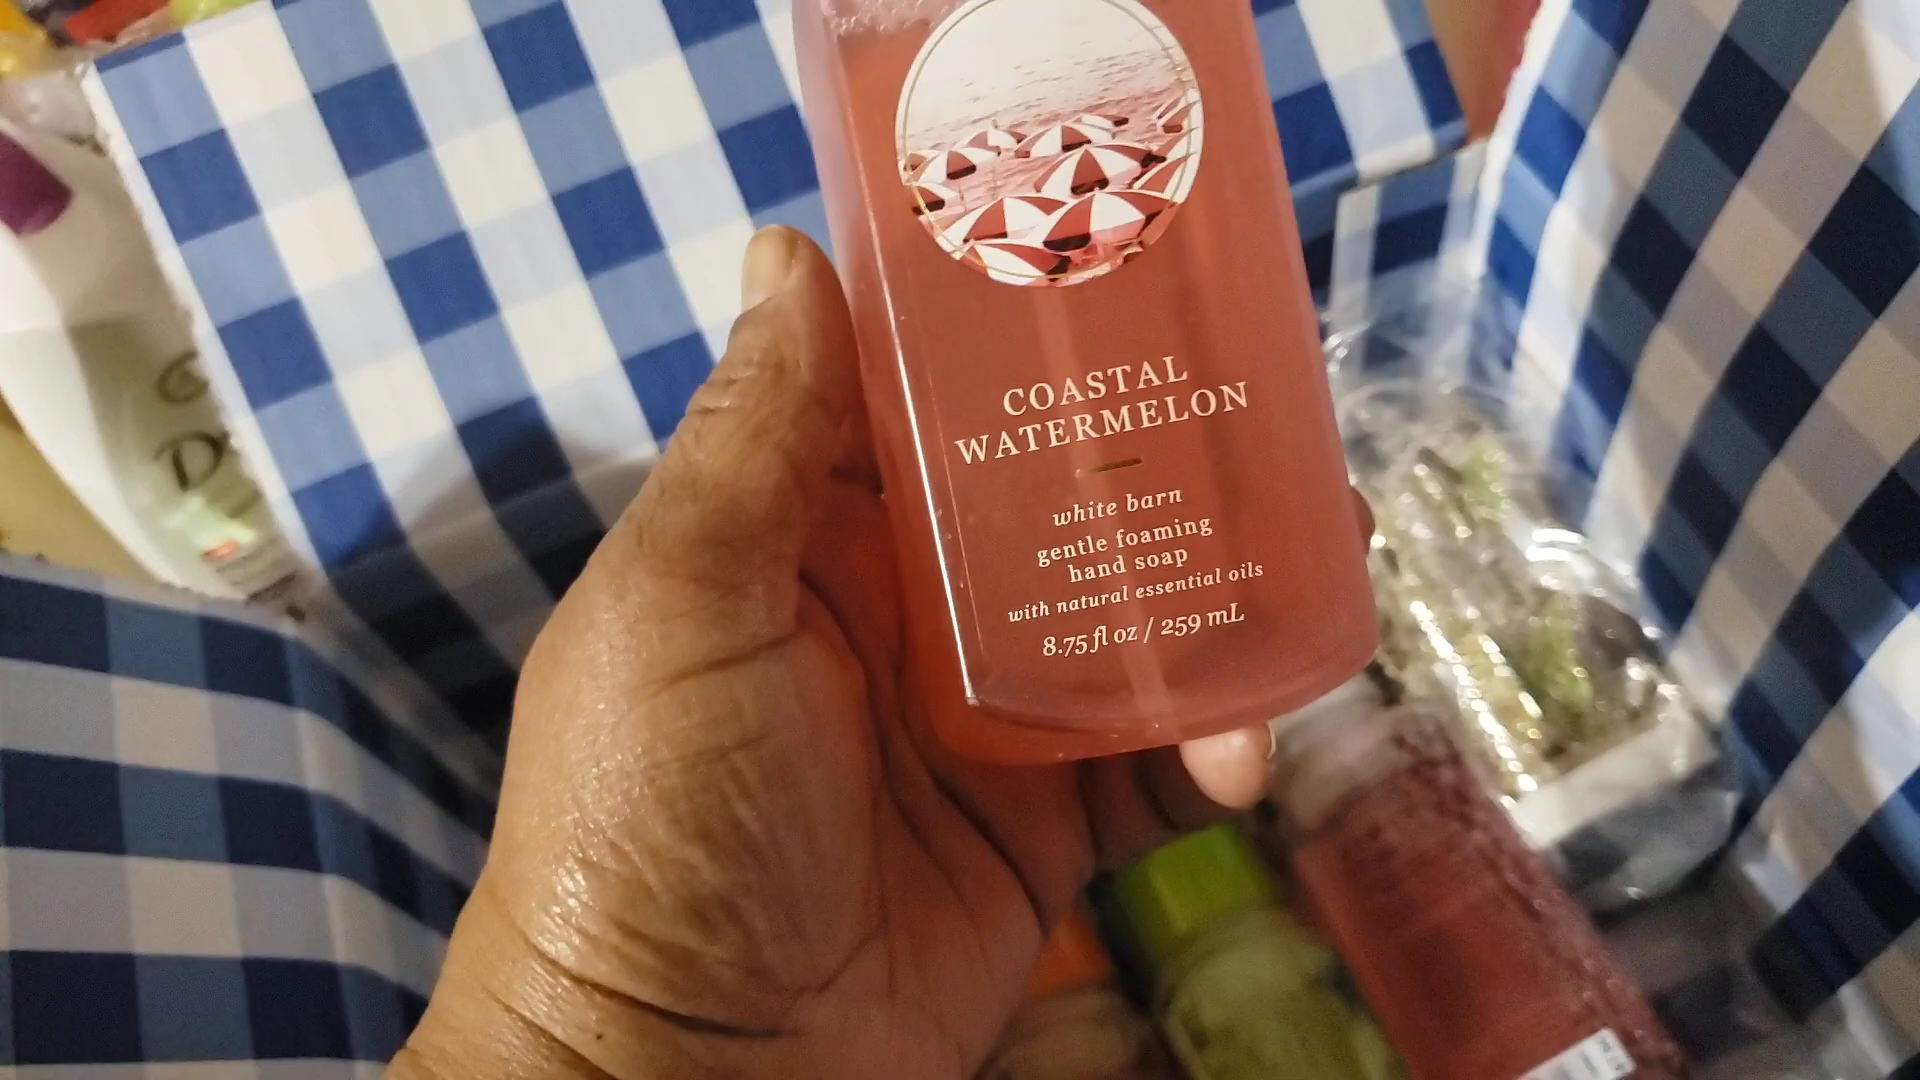 COASTAL
WATERMELON
white barn
gentle foaming
hand soap
with natural essential oils
8.75 fl oz / 259 mL